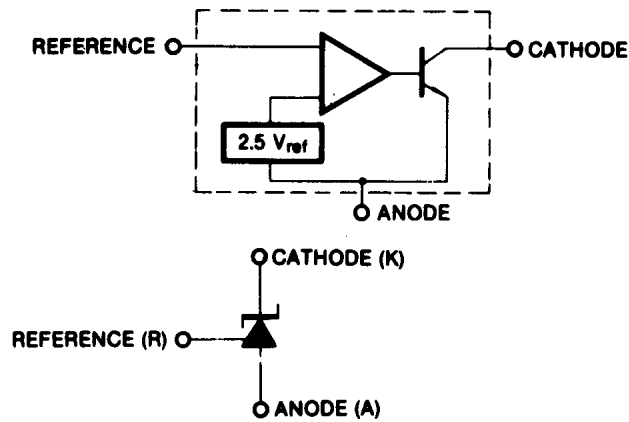 REFERENCE
CATHODE
2.5 Vref
ANODE
CATHODE (K)
REFERENCE (R)
ANODE (A)